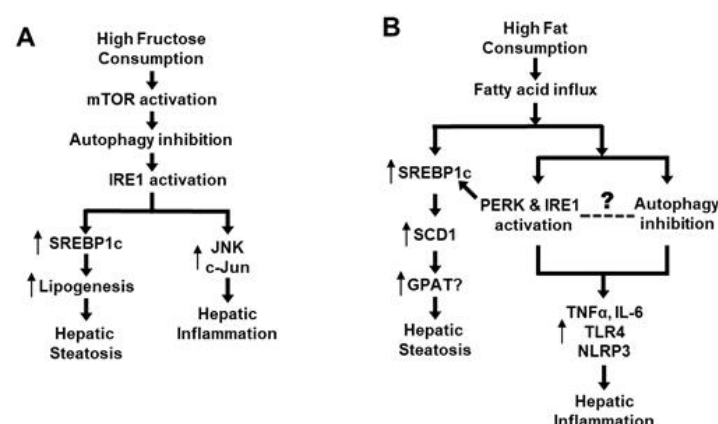 A
High Fructose
Consumption
mTOR activation
Autophagy inhibition
IRE1 activation
↑ SREBP1c
↑ Lipogenesis
Hepatic
Steatosis
JNK
↑ c-Jun
Hepatic
Inflammation
B
High Fat
Consumption
Fatty acid influx
↑ SREBP1c
↑ SCD1
↑ GPAT?
Hepatic
Steatosis
PERK & IRE1
activation
?
Autophagy
inhibition
TNFα, IL-6
↑ TLR4
NLRP3
Hepatic
Inflammation